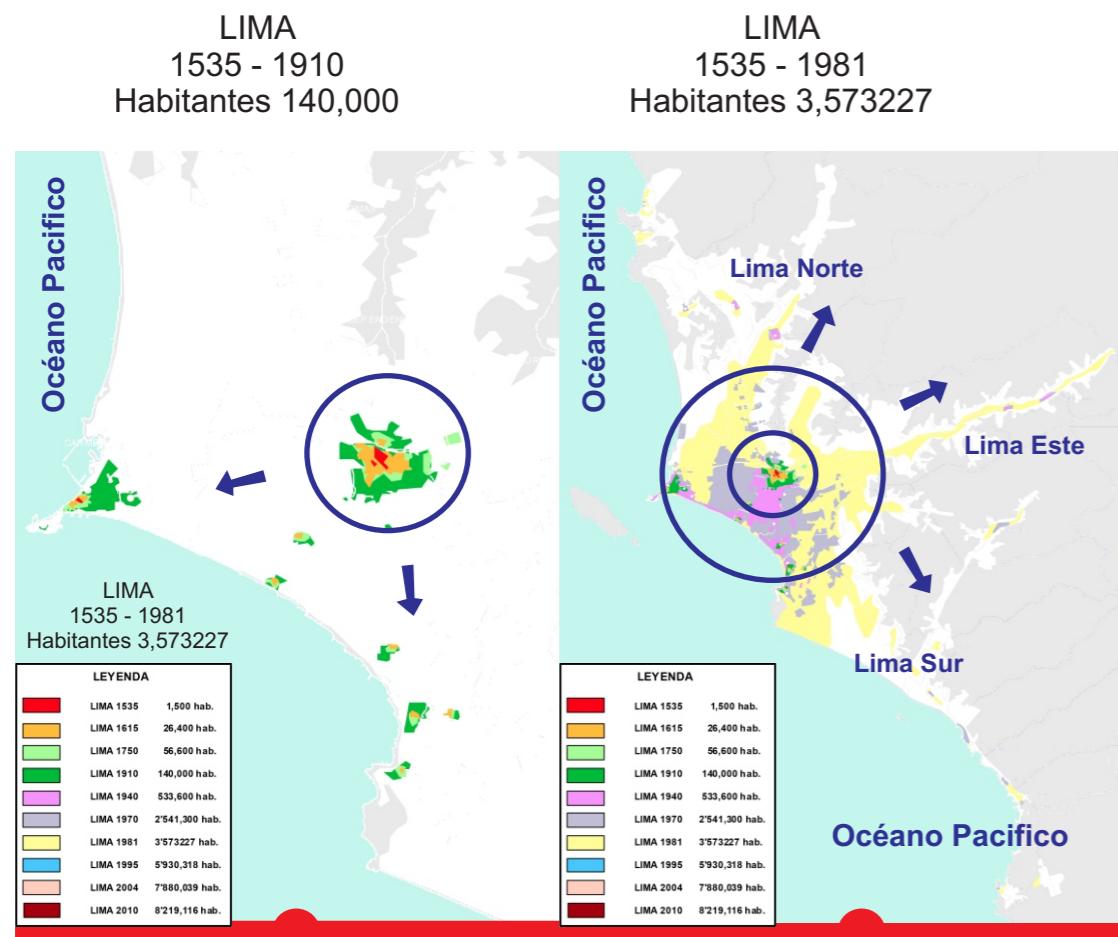 LIMA
1535 - 1910
Habitantes 140,000
LIMA
1535 - 1981
Habitantes 3,573227
Océano Pacifico
LIMA
1535 - 1981
Habitantes 3,573227
LEYENDA
LIMA 1535 1,500 hab.
LIMA 1615 26,400 hab.
LIMA 1750 56,600 hab.
LIMA 1910 140,000 hab.
LIMA 1940 533,600 hab.
LIMA 1970 2'541,300 hab.
LIMA 1981 3'573227 hab.
LIMA 1995 5'930,318 hab.
LIMA 2004 7'880,039 hab.
LIMA 2010 8'219,116 hab.
Océano Pacifico
Lima Norte
Lima Este
Lima Sur
Océano Pacifico
LEYENDA
LIMA 1535 1,500 hab.
LIMA 1615 26,400 hab.
LIMA 1750 56,600 hab.
LIMA 1910 140,000 hab.
LIMA 1940 533,600 hab.
LIMA 1970 2'541,300 hab.
LIMA 1981 3'573227 hab.
LIMA 1995 5'930,318 hab.
LIMA 2004 7'880,039 hab.
LIMA 2010 8'219,116 hab.